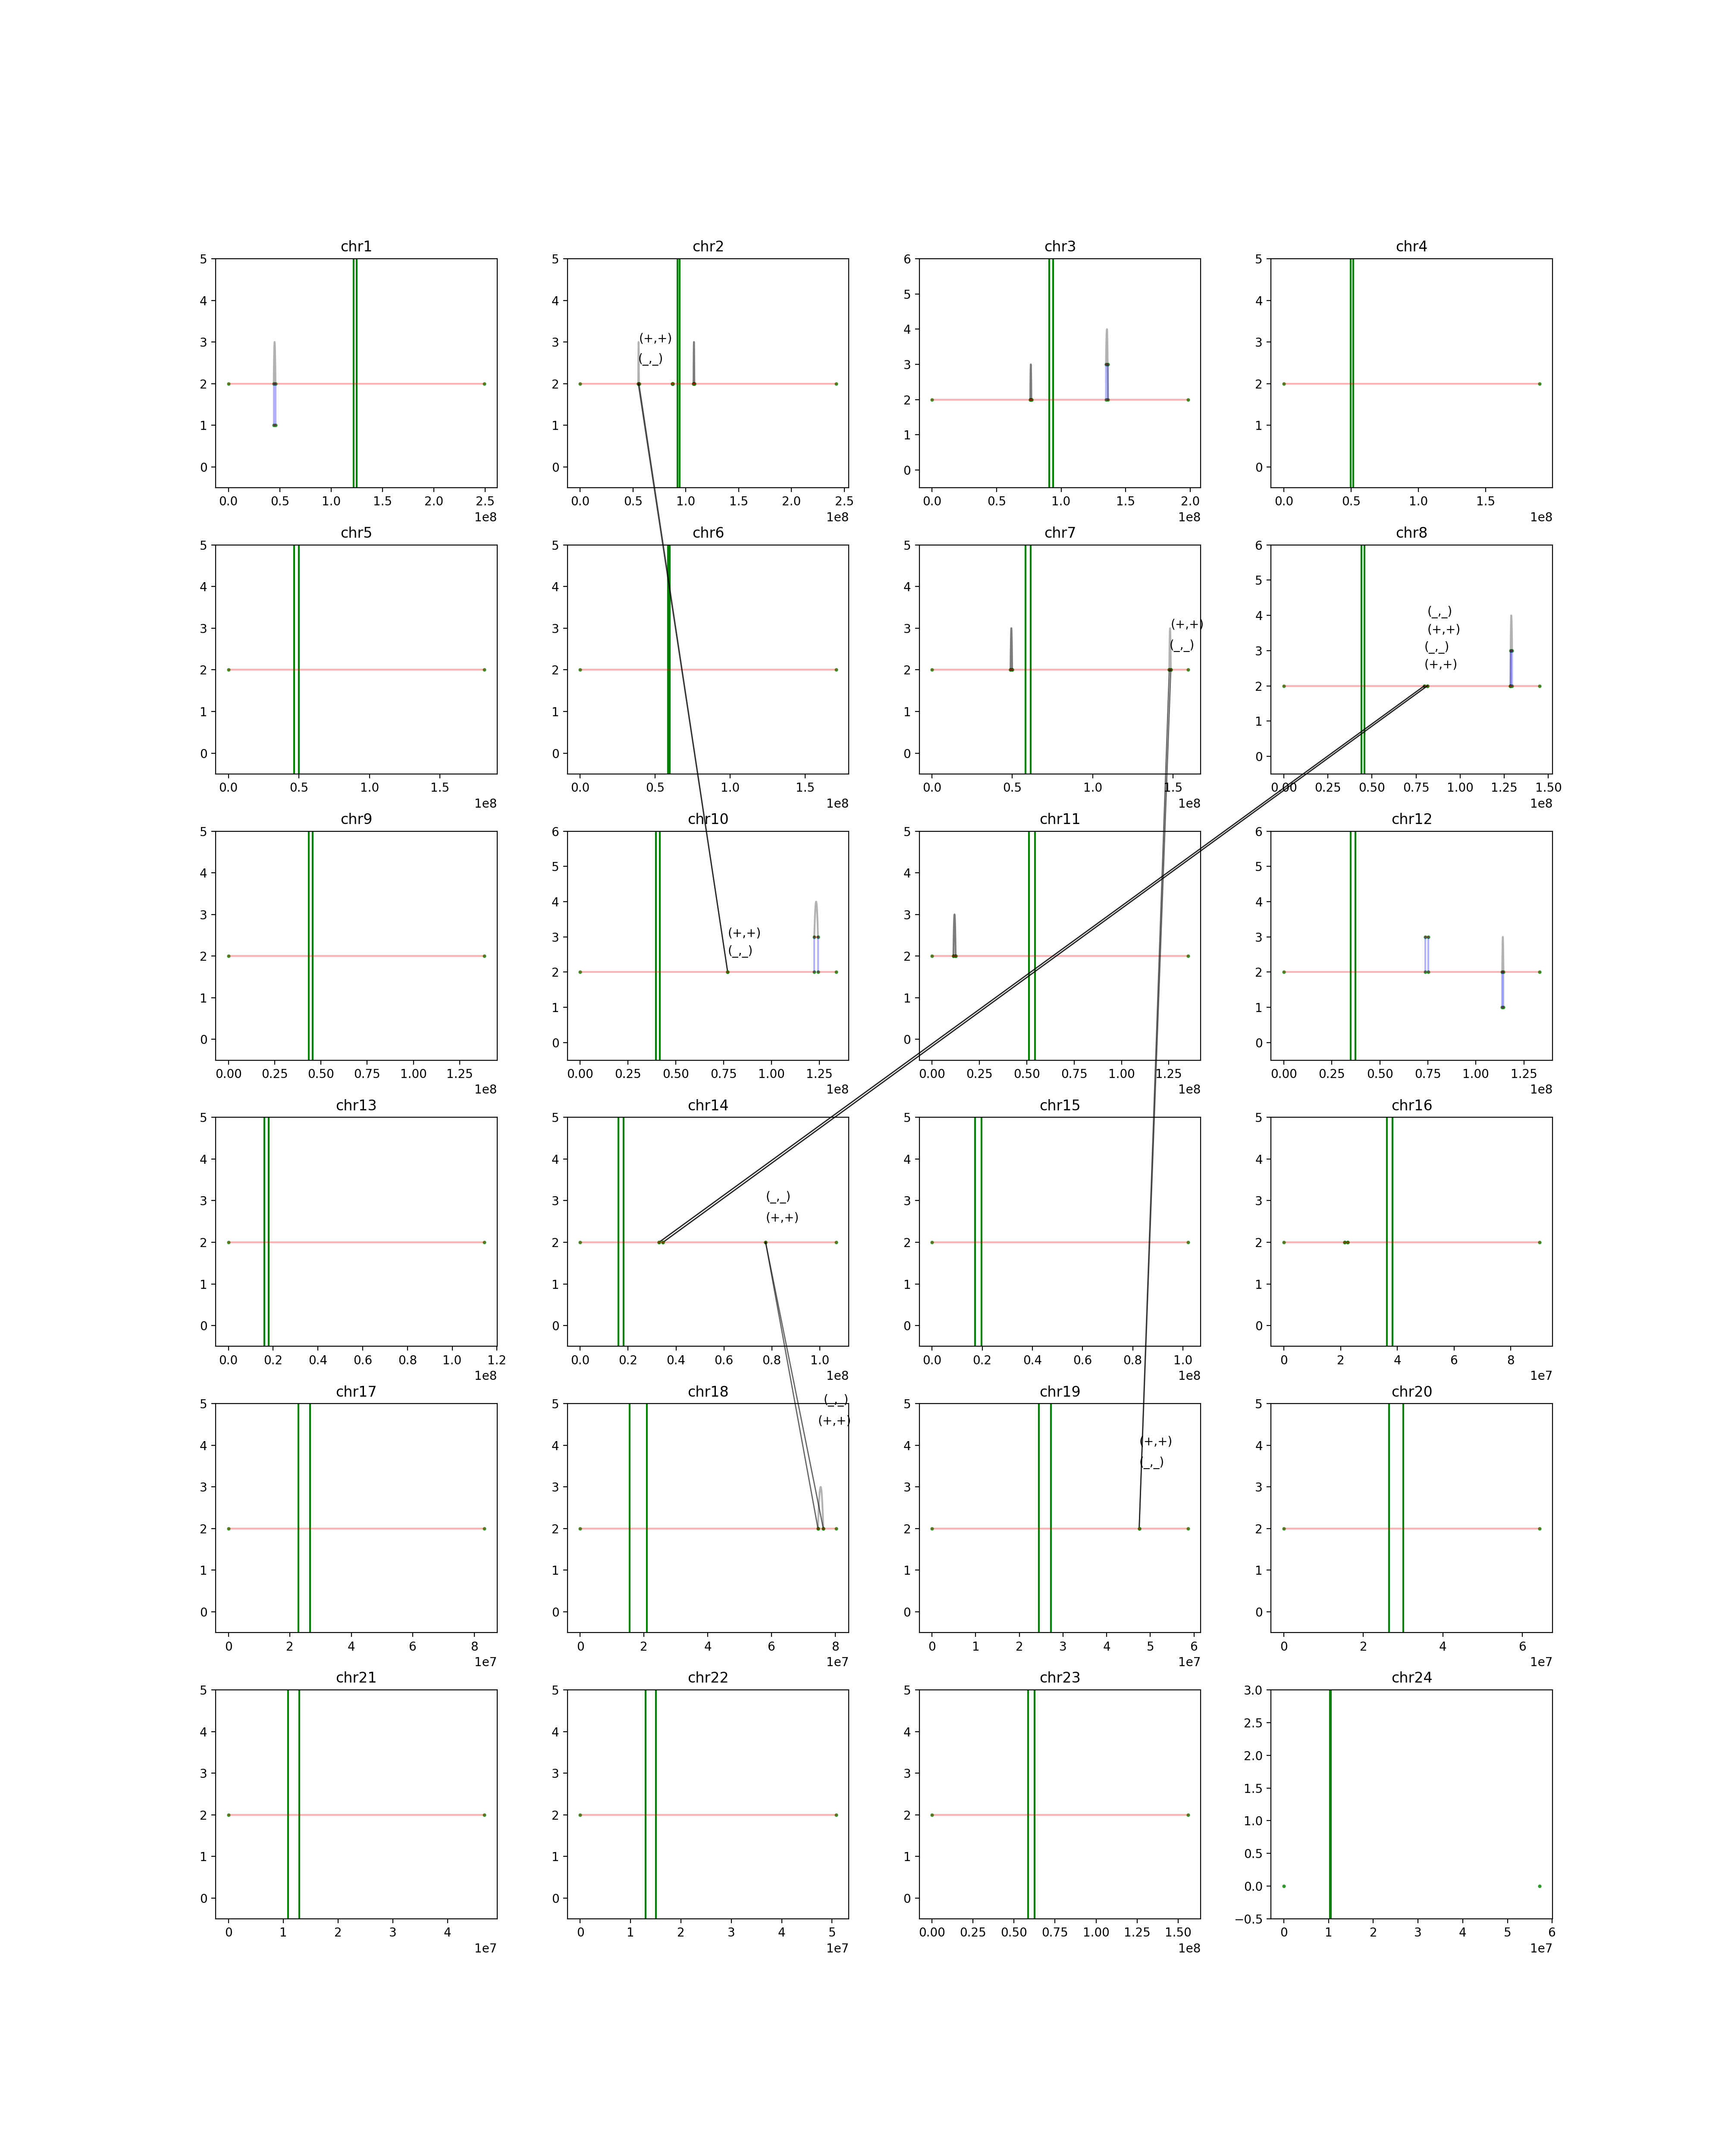 chr1 chr2 chr3 chr4
5 5 6 5
4 4 5 4
3 (+,+) 3 4 3
(_,_)
2 2 3 2
1 1 2 1
0 0 1 0
0
0.0 0.5 1.0 1.5 2.0 2.5 0.0 0.5 1.0 1.5 2.0 2.5 0.0 0.5 1.0 1.5 2.0 0.0 0.5 1.0 1.5
1e8 1e8 1e8 1e8
chr5 chr6 chr7 chr8
5 5 5 6
4 4 4 5
3 3 3 (+,+) 4 (_,_)
(+,+)
(_,_) (_,_)
(+,+)
2 2 2 3
1 1 1 2
0 0 0 1
0
0.0 0.5 1.0 1.5 0.0 0.5 1.0 1.5 0.0 0.5 1.0 1.5 0.00 0.25 0.50 0.75 1.00 1.25 1.50
1e8 1e8 1e8 1e8
chr9 chr10 chr11 chr12
5 6 5 6
4 5 4 5
3 4 3 4
2 3 (+,+) 2 3
(_,_)
1 2 1 2
0 1 0 1
0 0
0.00 0.25 0.50 0.75 1.00 1.25 0.00 0.25 0.50 0.75 1.00 1.25 0.00 0.25 0.50 0.75 1.00 1.25 0.00 0.25 0.50 0.75 1.00 1.25
1e8 1e8 1e8 1e8
chr13 chr14 chr15 chr16
5 5 5 5
4 4 4 4
3 3 (_,_) 3 3
(+,+)
2 2 2 2
1 1 1 1
0 0 0 0
0.0 0.2 0.4 0.6 0.8 1.0 1.2 0.0 0.2 0.4 0.6 0.8 1.0 0.0 0.2 0.4 0.6 0.8 1.0 0 2 4 6 8
1e8 1e8 1e8 1e7
chr17 chr18 chr19 chr20
5 5 (_,_) 5 5
(+,+)
4 4 4 (+,+) 4
(_,_)
3 3 3 3
2 2 2 2
1 1 1 1
0 0 0 0
0 2 4 6 8 0 2 4 6 8 0 1 2 3 4 5 6 0 2 4 6
1e7 1e7 1e7 1e7
chr21 chr22 chr23 chr24
5 5 5 3.0
4 4 4 2.5
3 3 3 2.0
2 2 2 1.5
1 1 1 1.0
0 0 0 0.5
0.0
−0.5
0 1 2 3 4 0 1 2 3 4 5 0.00 0.25 0.50 0.75 1.00 1.25 1.50 0 1 2 3 4 5 6
1e7 1e7 1e8 1e7